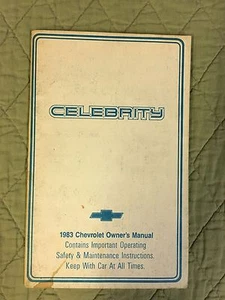 CELEBRITY
1983 Chevrolet Owner's Manual
Contains Important Operating
Safety & Maintenance Instructions.
Keep With Car At All Times.